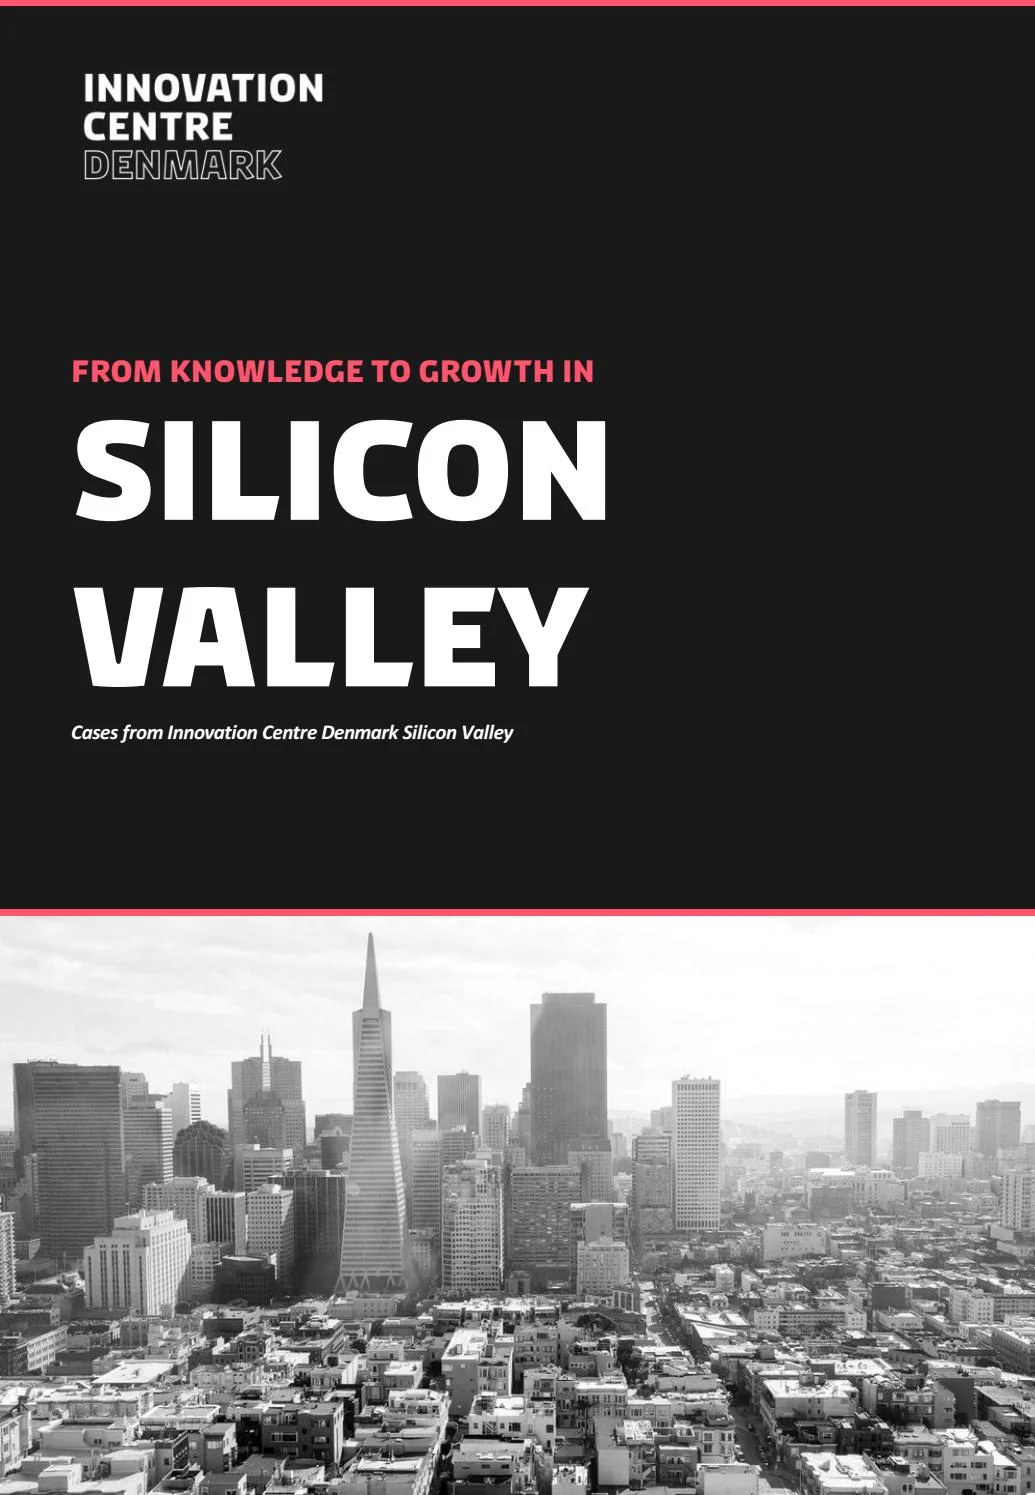 INNOVATION
CENTRE
DENMARK
FROM KNOWLEDGE TO GROWTH IN
SILICON
VALLEY
Cases from Innovation Centre Denmark Silicon Valley